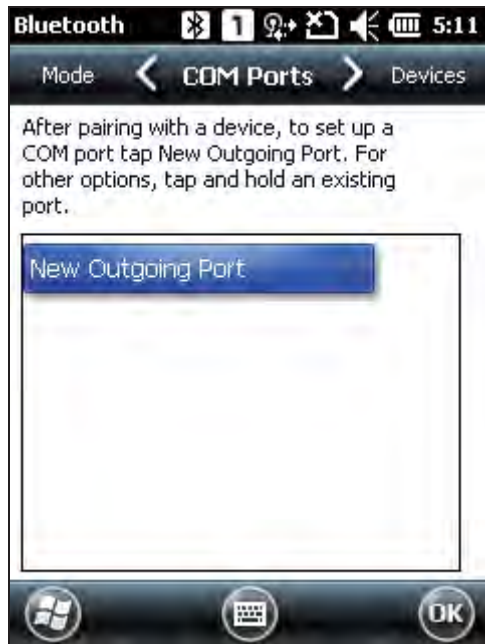 Bluetooth 1 5:11
Mode COM Ports Devices
After pairing with a device, to set up a
COM port tap New Outgoing Port. For
other options, tap and hold an existing
port.
New Outgoing Port
OK